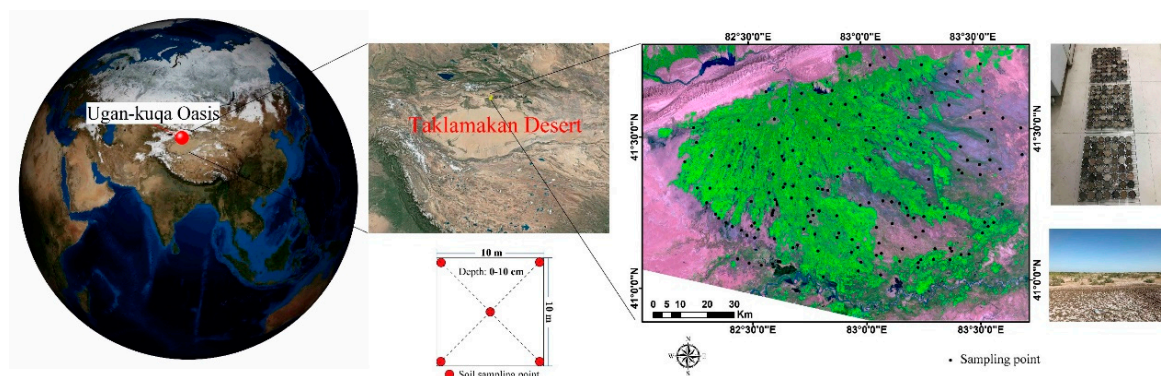 Ugan-kuqa Oasis
Taklamakan Desert
10 m
Depth: 0-10 cm
10 m
Soil sampling point
82°30'0"E
83°0'0"E
83°30'0"E
41°30'0"N
41°0'0"N
41°30'0"N
41°0'0"N
0 5 10 20 30
Km
82°30'0"E
83°0'0"E
83°30'0"E
N
W
E
S
Sampling point